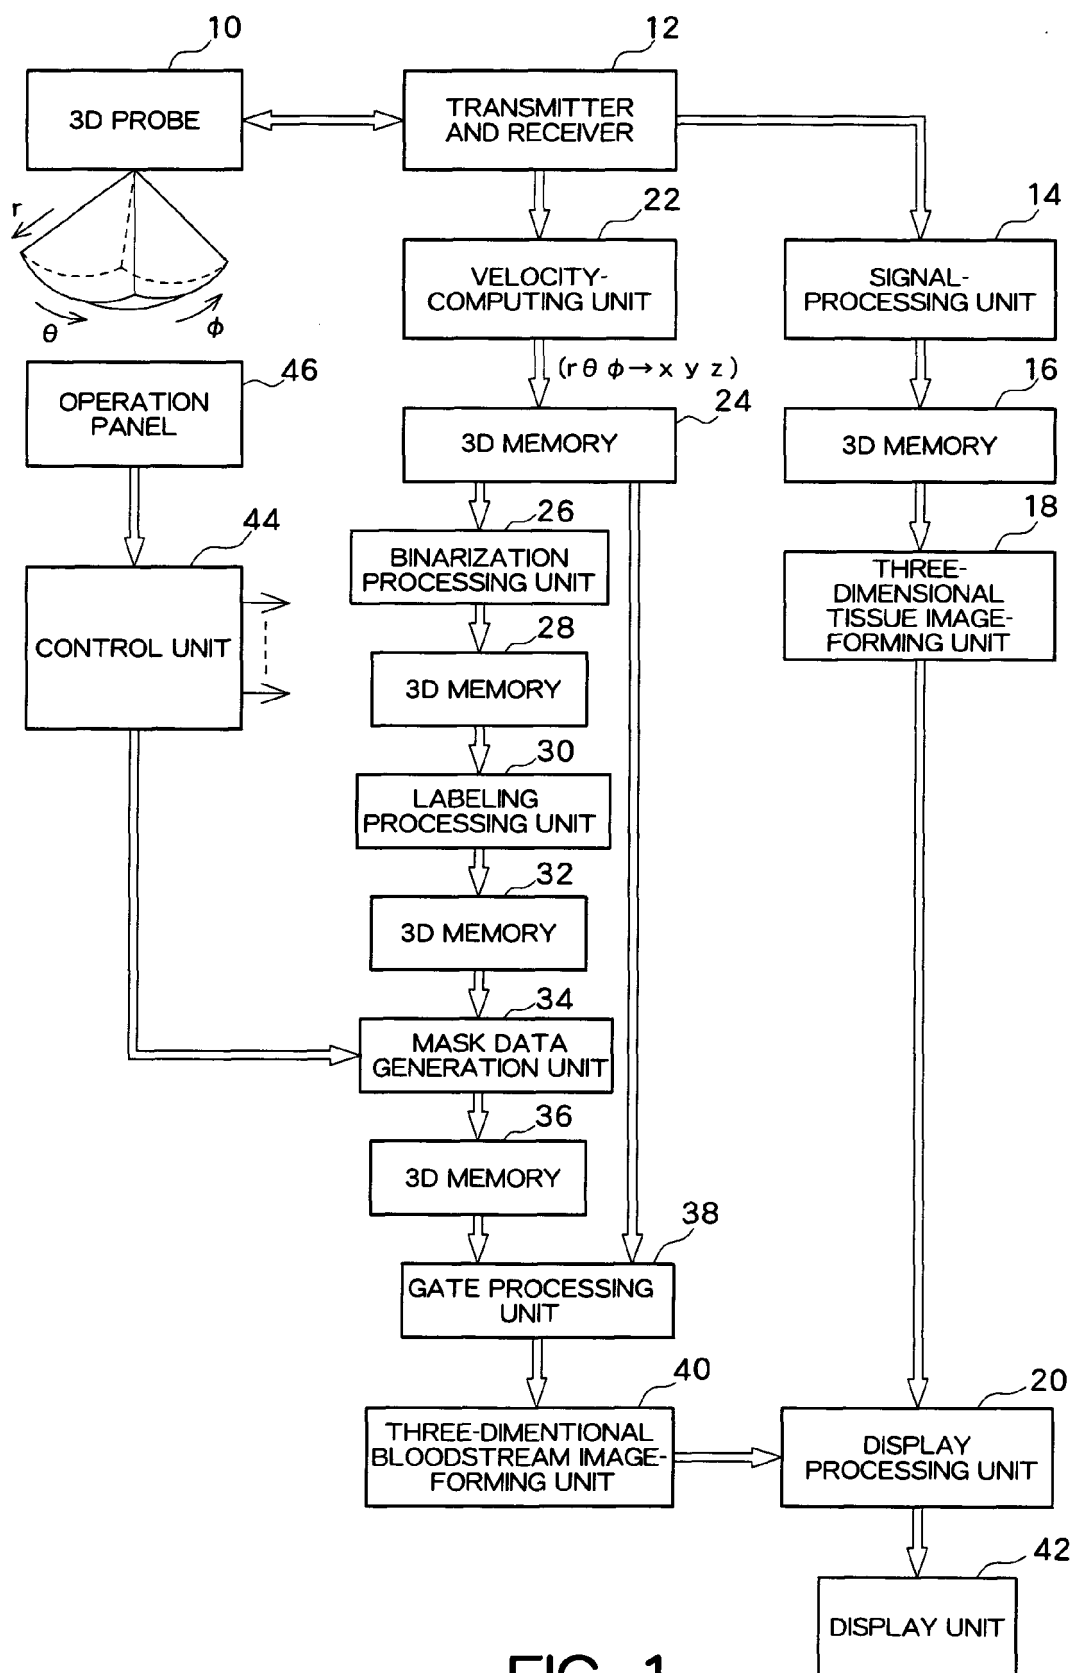 10
3D PROBE
12
TRANSMITTER
AND RECEIVER
r
θ
φ
22
VELOCITY-
COMPUTING UNIT
14
SIGNAL-
PROCESSING UNIT
(r θ φ→x y z)
46
OPERATION
PANEL
24
3D MEMORY
16
3D MEMORY
44
CONTROL UNIT
26
BINARIZATION
PROCESSING UNIT
18
THREE-
DIMENSIONAL
TISSUE IMAGE-
FORMING UNIT
28
3D MEMORY
30
LABELING
PROCESSING UNIT
32
3D MEMORY
34
MASK DATA
GENERATION UNIT
36
3D MEMORY
38
GATE PROCESSING
UNIT
40
THREE-DIMENTIONAL
BLOODSTREAM IMAGE-
FORMING UNIT
20
DISPLAY
PROCESSING UNIT
42
DISPLAY UNIT
FIG. 1